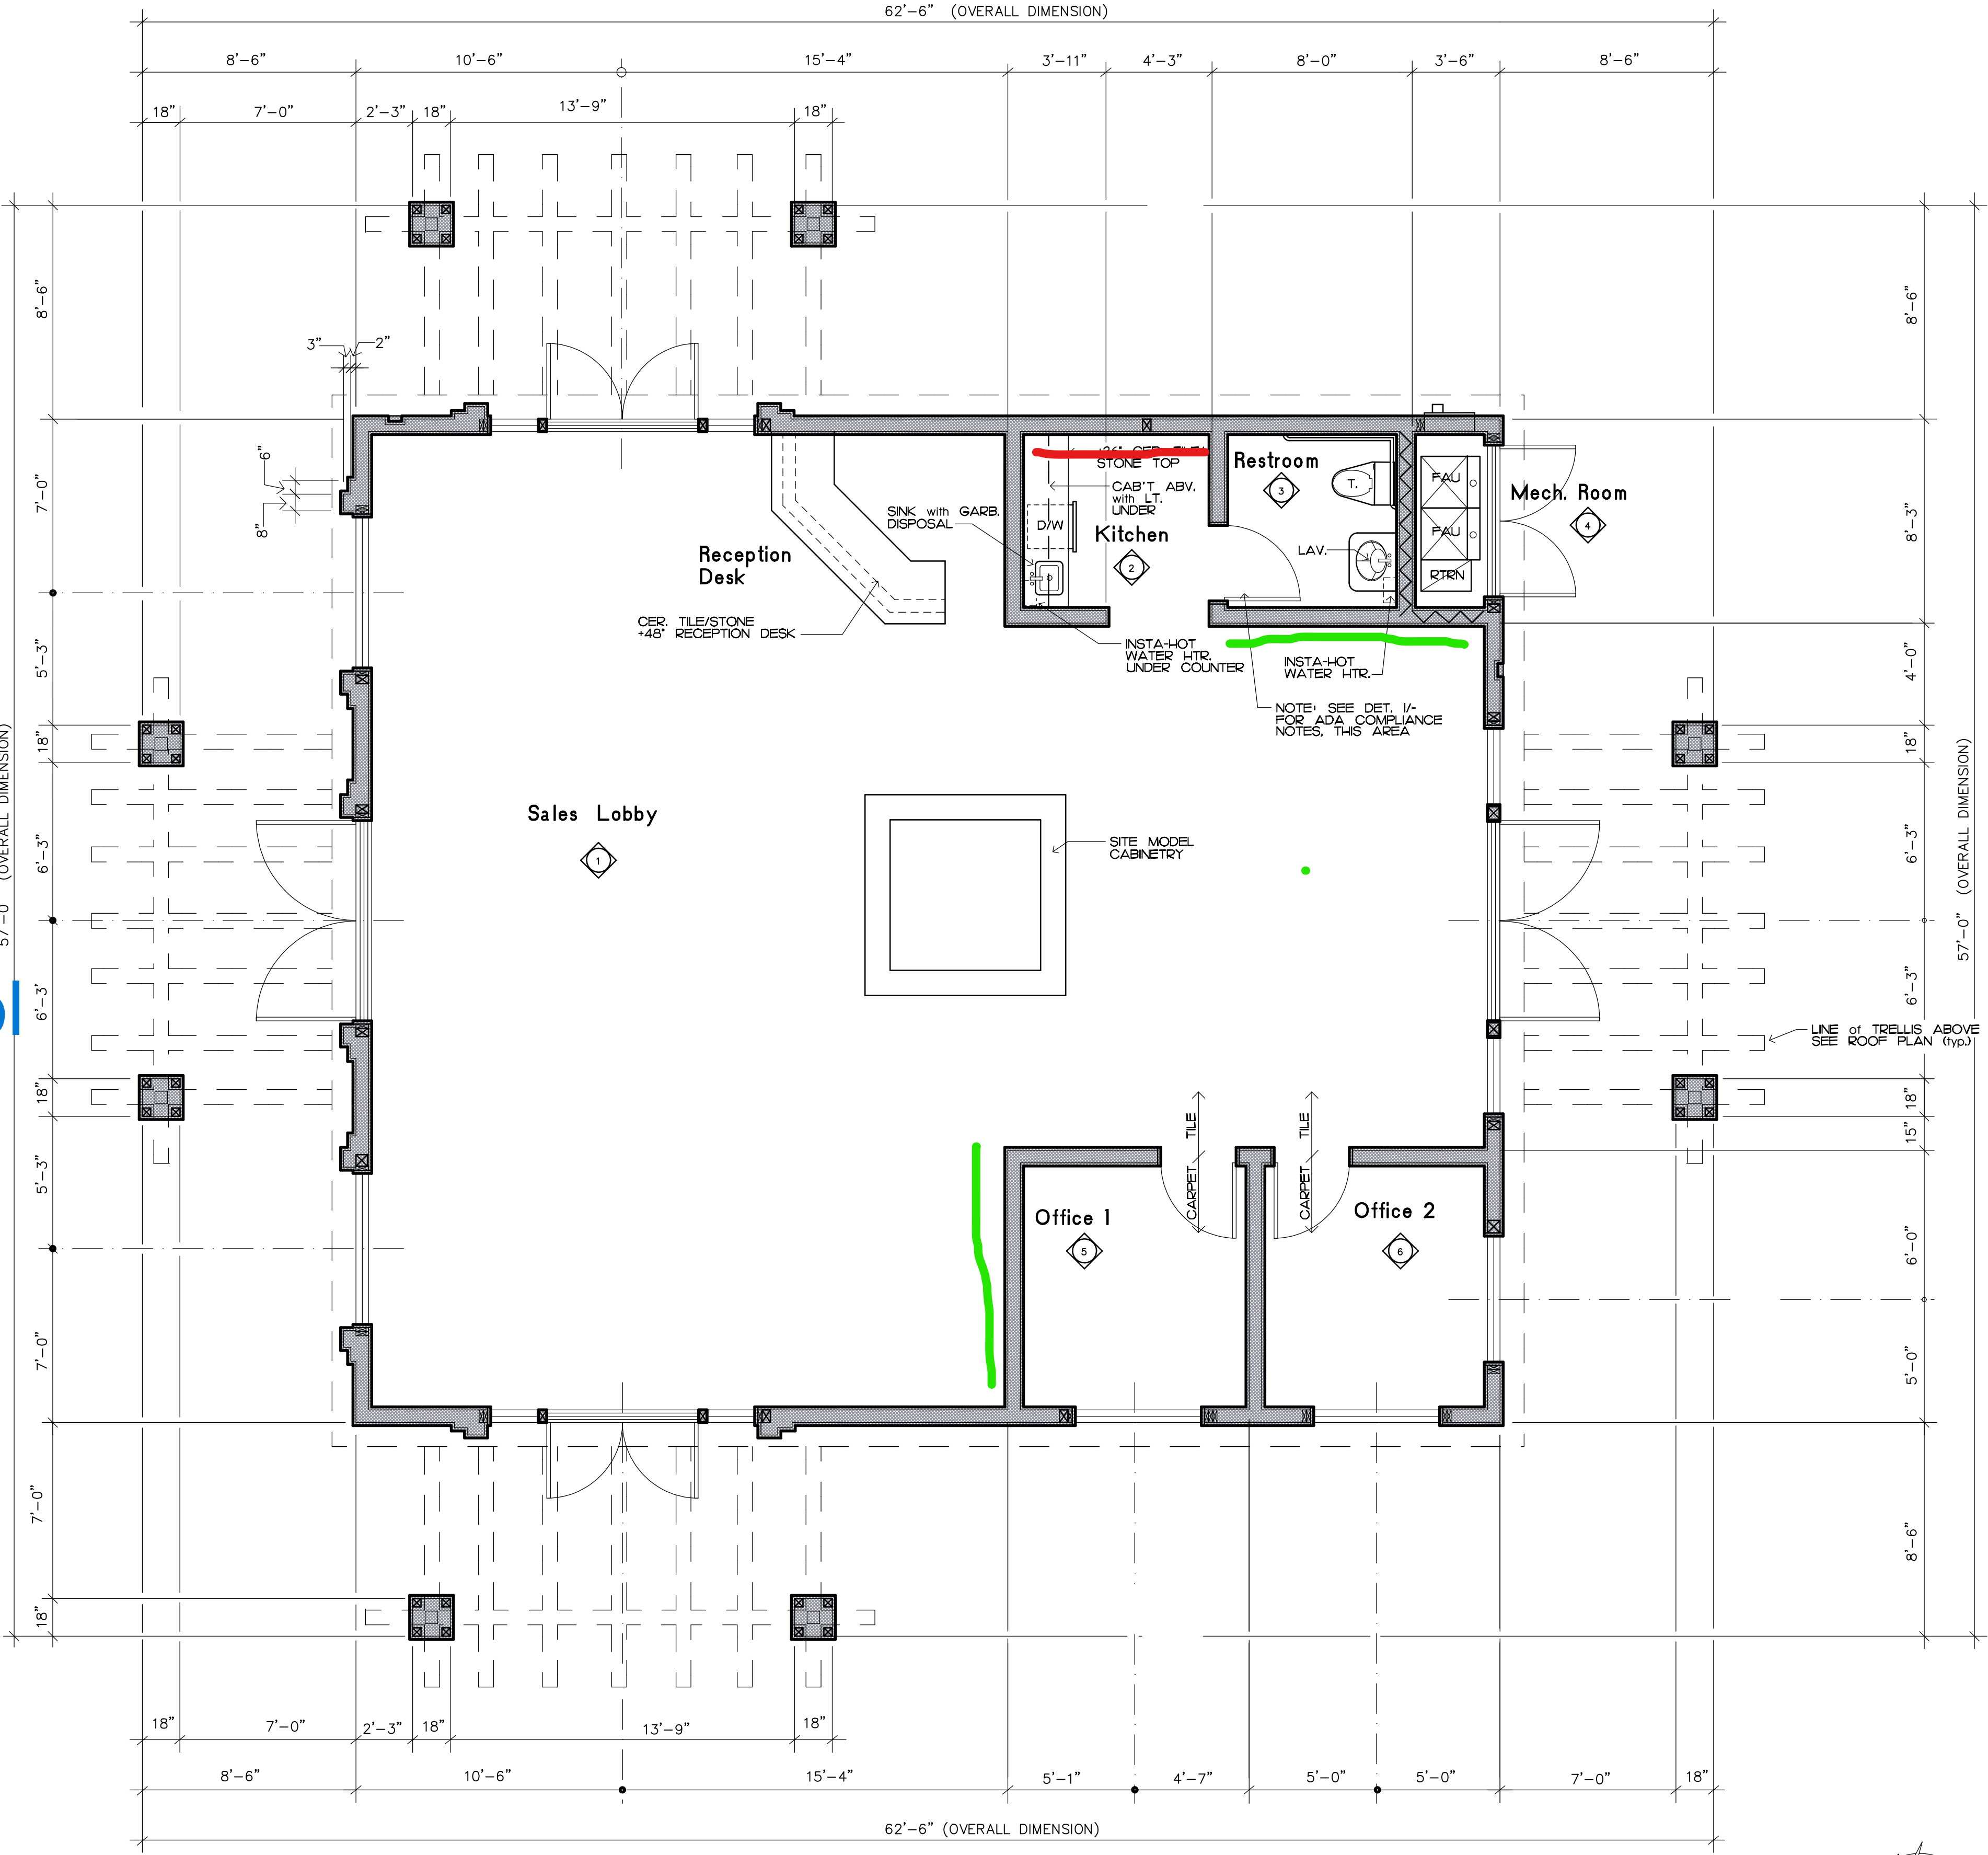 62'-6" (OVERALL DIMENSION)
8'-6"
10'-6"
15'-4"
3'-11"
4'-3"
8'-0"
3'-6"
8'-6"
18"
7'-0"
2'-3"
18"
13'-9"
18"
8'-6"
8'-6"
3"
2"
6"
8"
7'-0"
STONE TOP
CAB'T ABV.
with LT.
UNDER
Restroom
3
T.
FAU
FAU
RTRN
Mech. Room
4
8'-3"
SINK with GARB.
DISPOSAL
D/W
Kitchen
2
LAV.
Reception
Desk
CER. TILE/STONE
+48" RECEPTION DESK
INSTA-HOT
WATER HTR.
UNDER COUNTER
INSTA-HOT
WATER HTR.
NOTE: SEE DET. 1/-
FOR ADA COMPLIANCE
NOTES, THIS AREA
5'-3"
4'-0"
18"
18"
57'-0" (OVERALL DIMENSION)
57'-0" (OVERALL DIMENSION)
Sales Lobby
1
SITE MODEL
CABINETRY
6'-3"
6'-3"
6'-3'
6'-3"
LINE of TRELLIS ABOVE
SEE ROOF PLAN (typ.)
18"
18"
15"
CARPET TILE
CARPET TILE
5'-3"
Office 1
5
Office 2
6
6'-0"
7'-0"
5'-0"
7'-0"
8'-6"
18"
18"
7'-0"
2'-3"
18"
13'-9"
18"
8'-6"
10'-6"
15'-4"
5'-1"
4'-7"
5'-0"
5'-0"
7'-0"
18"
62'-6" (OVERALL DIMENSION)